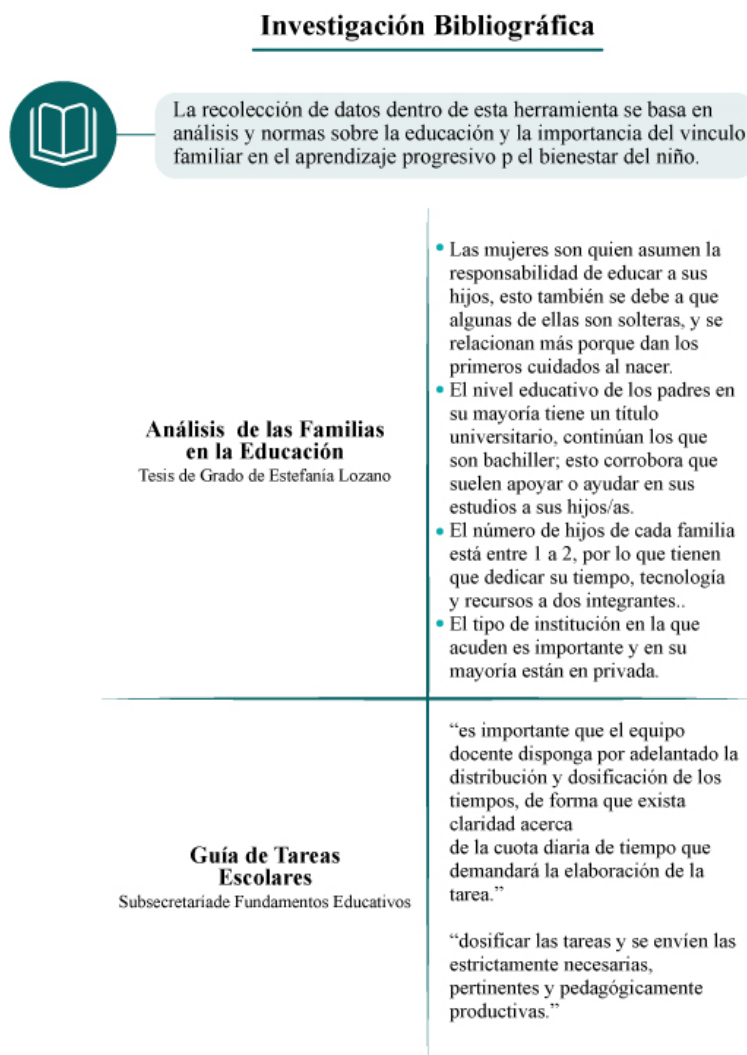 Investigación Bibliográfica
La recolección de datos dentro de esta herramienta se basa en
análisis y normas sobre la educación y la importancia del vinculo
familiar en el aprendizaje progresivo p el bienestar del niño.
Análisis de las Familias
en la Educación
Tesis de Grado de Estefanía Lozano
• Las mujeres son quien asumen la
responsabilidad de educar a sus
hijos, esto también se debe a que
algunas de ellas son solteras, y se
relacionan más porque dan los
primeros cuidados al nacer.
• El nivel educativo de los padres en
su mayoría tiene un título
universitario, continúan los que
son bachiller; esto corrobora que
suelen apoyar o ayudar en sus
estudios a sus hijos/as.
• El número de hijos de cada familia
está entre 1 a 2, por lo que tienen
que dedicar su tiempo, tecnología
y recursos a dos integrantes..
• El tipo de institución en la que
acuden es importante y en su
mayoría están en privada.
Guía de Tareas
Escolares
Subsecretaríade Fundamentos Educativos
“es importante que el equipo
docente disponga por adelantado la
distribución y dosificación de los
tiempos, de forma que exista
claridad acerca
de la cuota diaria de tiempo que
demandará la elaboración de la
tarea.”
“dosificar las tareas y se envíen las
estrictamente necesarias,
pertinentes y pedagógicamente
productivas.”